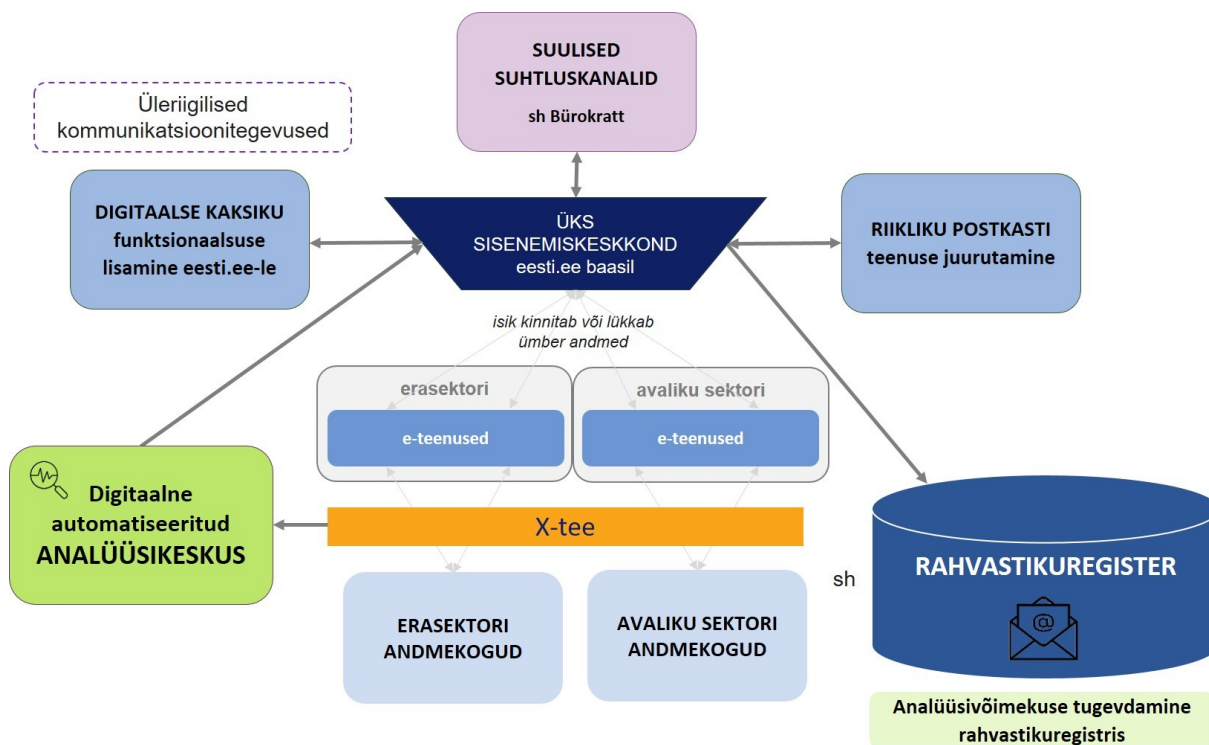 SUULISED
SUHTLUSKANALID
sh Bürokratt
Üleriigilised
kommunikatsioonitegevused
DIGITAALSE KAKSIKU
funktsionaalsuse
lisamine eesti.ee-le
ÜKS
SISENEMISKESKKOND
eesti.ee baasil
RIIKLIKU POSTKASTI
teenuse juurutamine
isik kinnitab või lükkab
ümber andmed
erasektori
avaliku sektori
e-teenused
e-teenused
Digitaalne
automatiseeritud
ANALÜÜSIKESKUS
X-tee
sh
RAHVASTIKUREGISTER
@
ERASEKTORI
ANDMEKOGUD
AVALIKU SEKTORI
ANDMEKOGUD
Analüüsivõimekuse tugevdamine
rahvastikuregistris